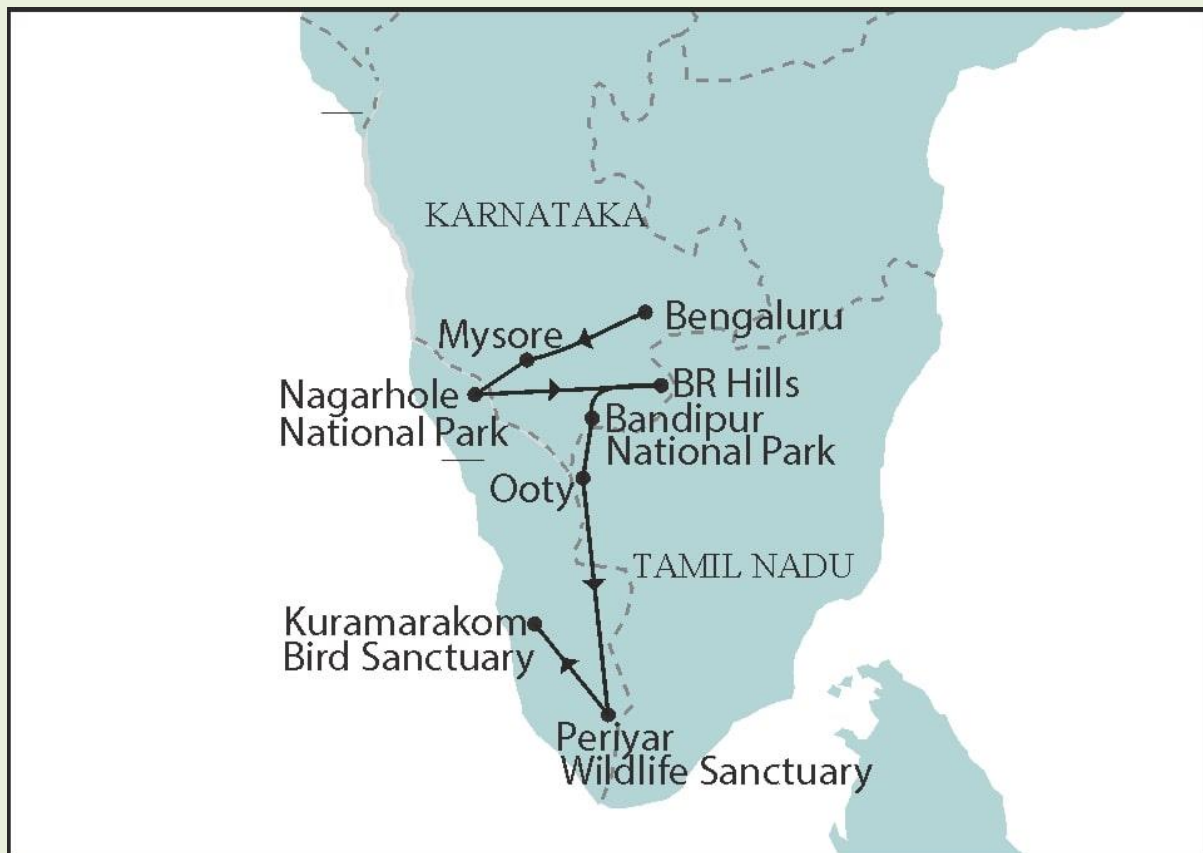 KARNATAKA
Bengaluru
Mysore
BR Hills
Nagarhole
National Park
Bandipur
National Park
Ooty
TAMIL NADU
Kuramarakom
Bird Sanctuary
Periyar
Wildlife Sanctuary